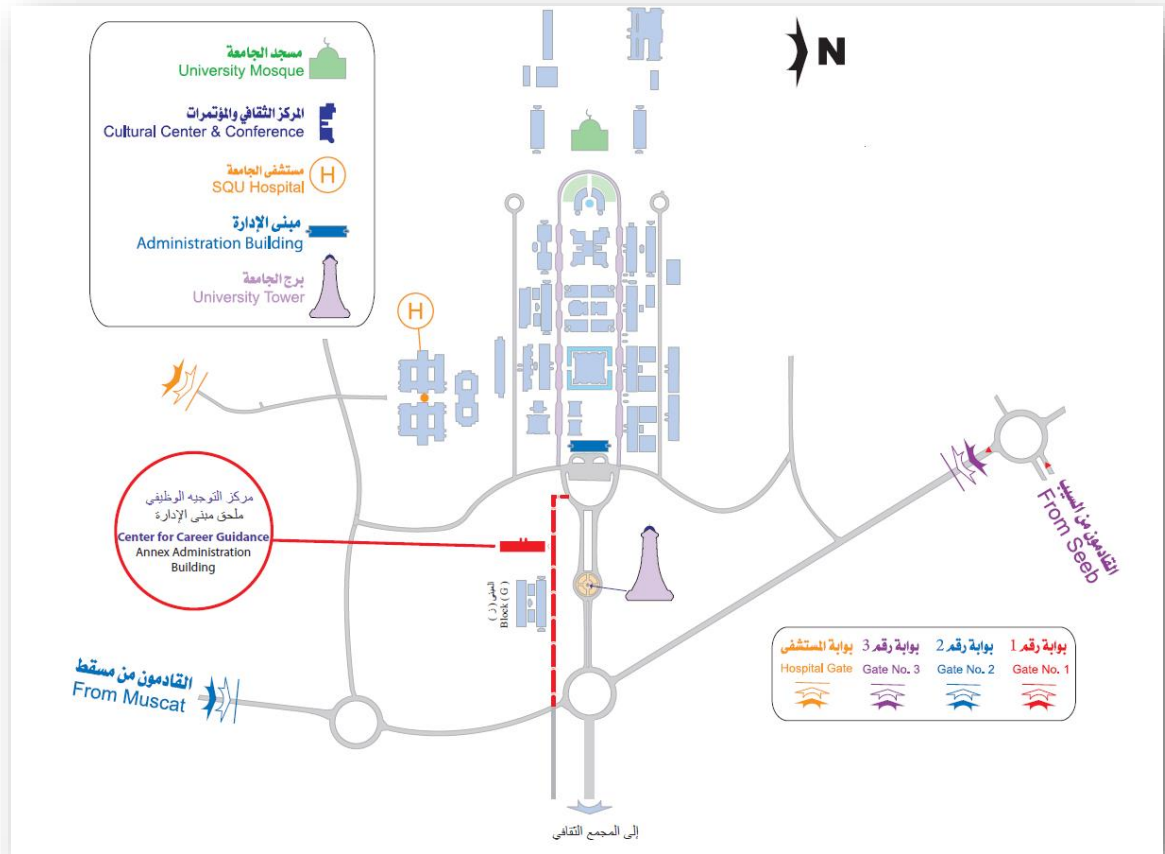 مسجد الجامعة
University Mosque
المركز الثقافي والمؤتمرات
Cultural Center & Conference
مستشفى الجامعة
SQU Hospital
H
مبنى الإدارة
Administration Building
برج الجامعة
University Tower
N
H
مركز التوجيه الوظيفي
ملحق مبنى الإدارة
Center for Career Guidance
Annex Administration
Building
المبنى ( ز )
Block ( G )
القادمون من السيب
From Seeb
القادمون من مسقط
From Muscat
بوابة رقم 1
Gate No. 1
بوابة رقم 2
Gate No. 2
بوابة رقم 3
Gate No. 3
بوابة المستشفى
Hospital Gate
إلى المجمع الثقافي